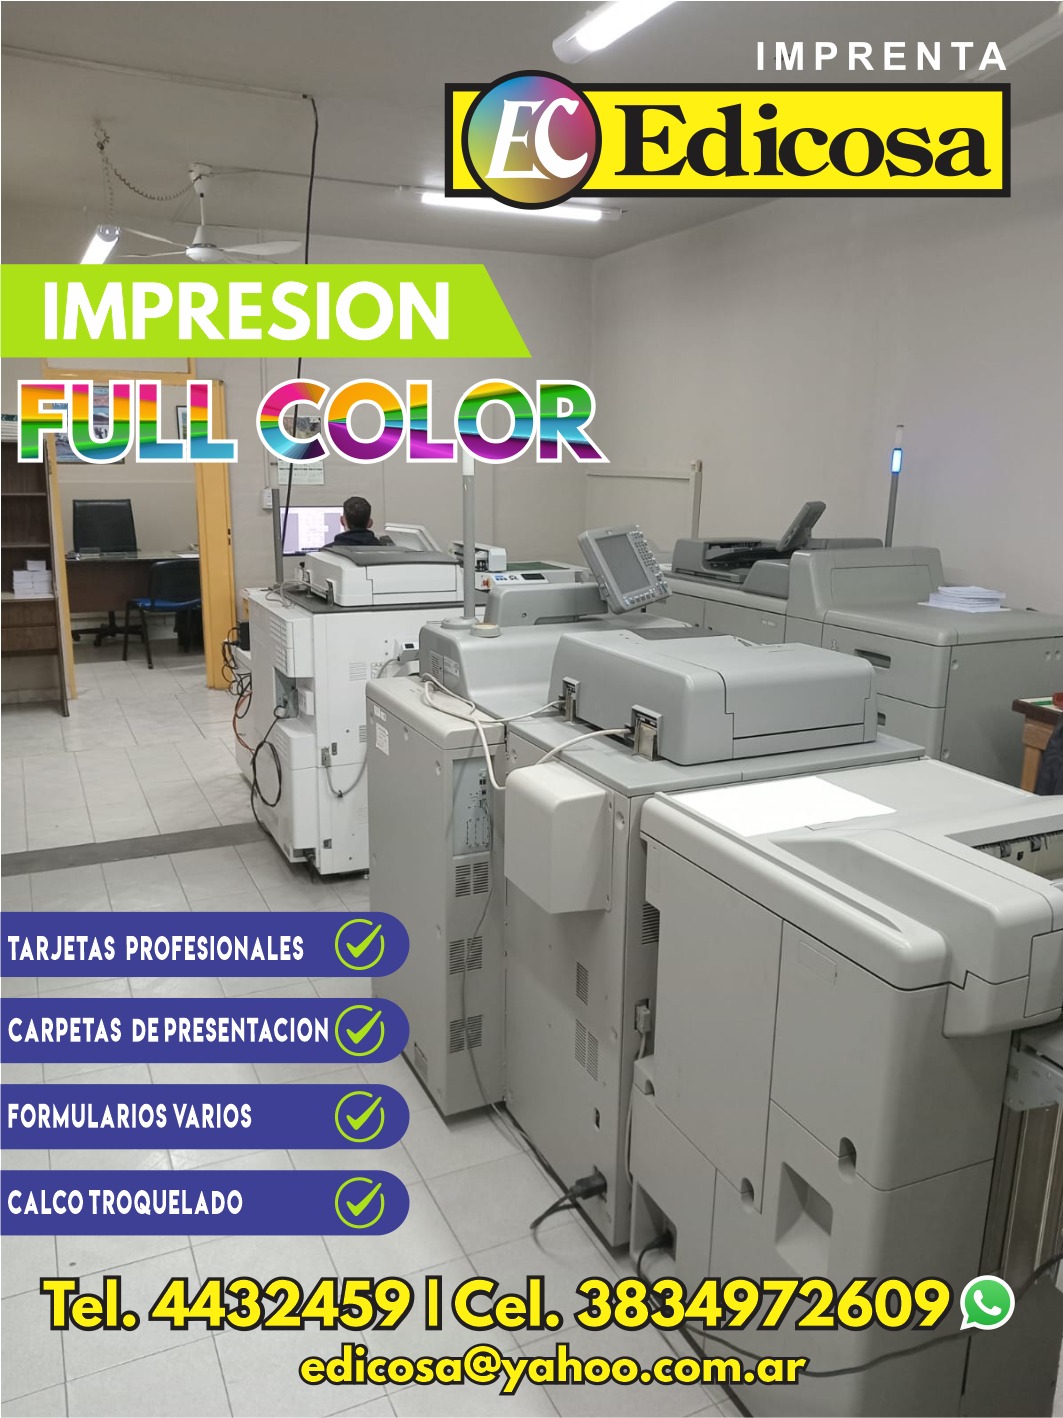 IMPRENTA
EC Edicosa
IMPRESION
FULL COLOR
TARJETAS PROFESIONALES
CARPETAS DE PRESENTACION
FORMULARIOS VARIOS
CALCO TROQUELADO
Tel. 4432459 | Cel. 3834972609
edicosa@yahoo.com.ar